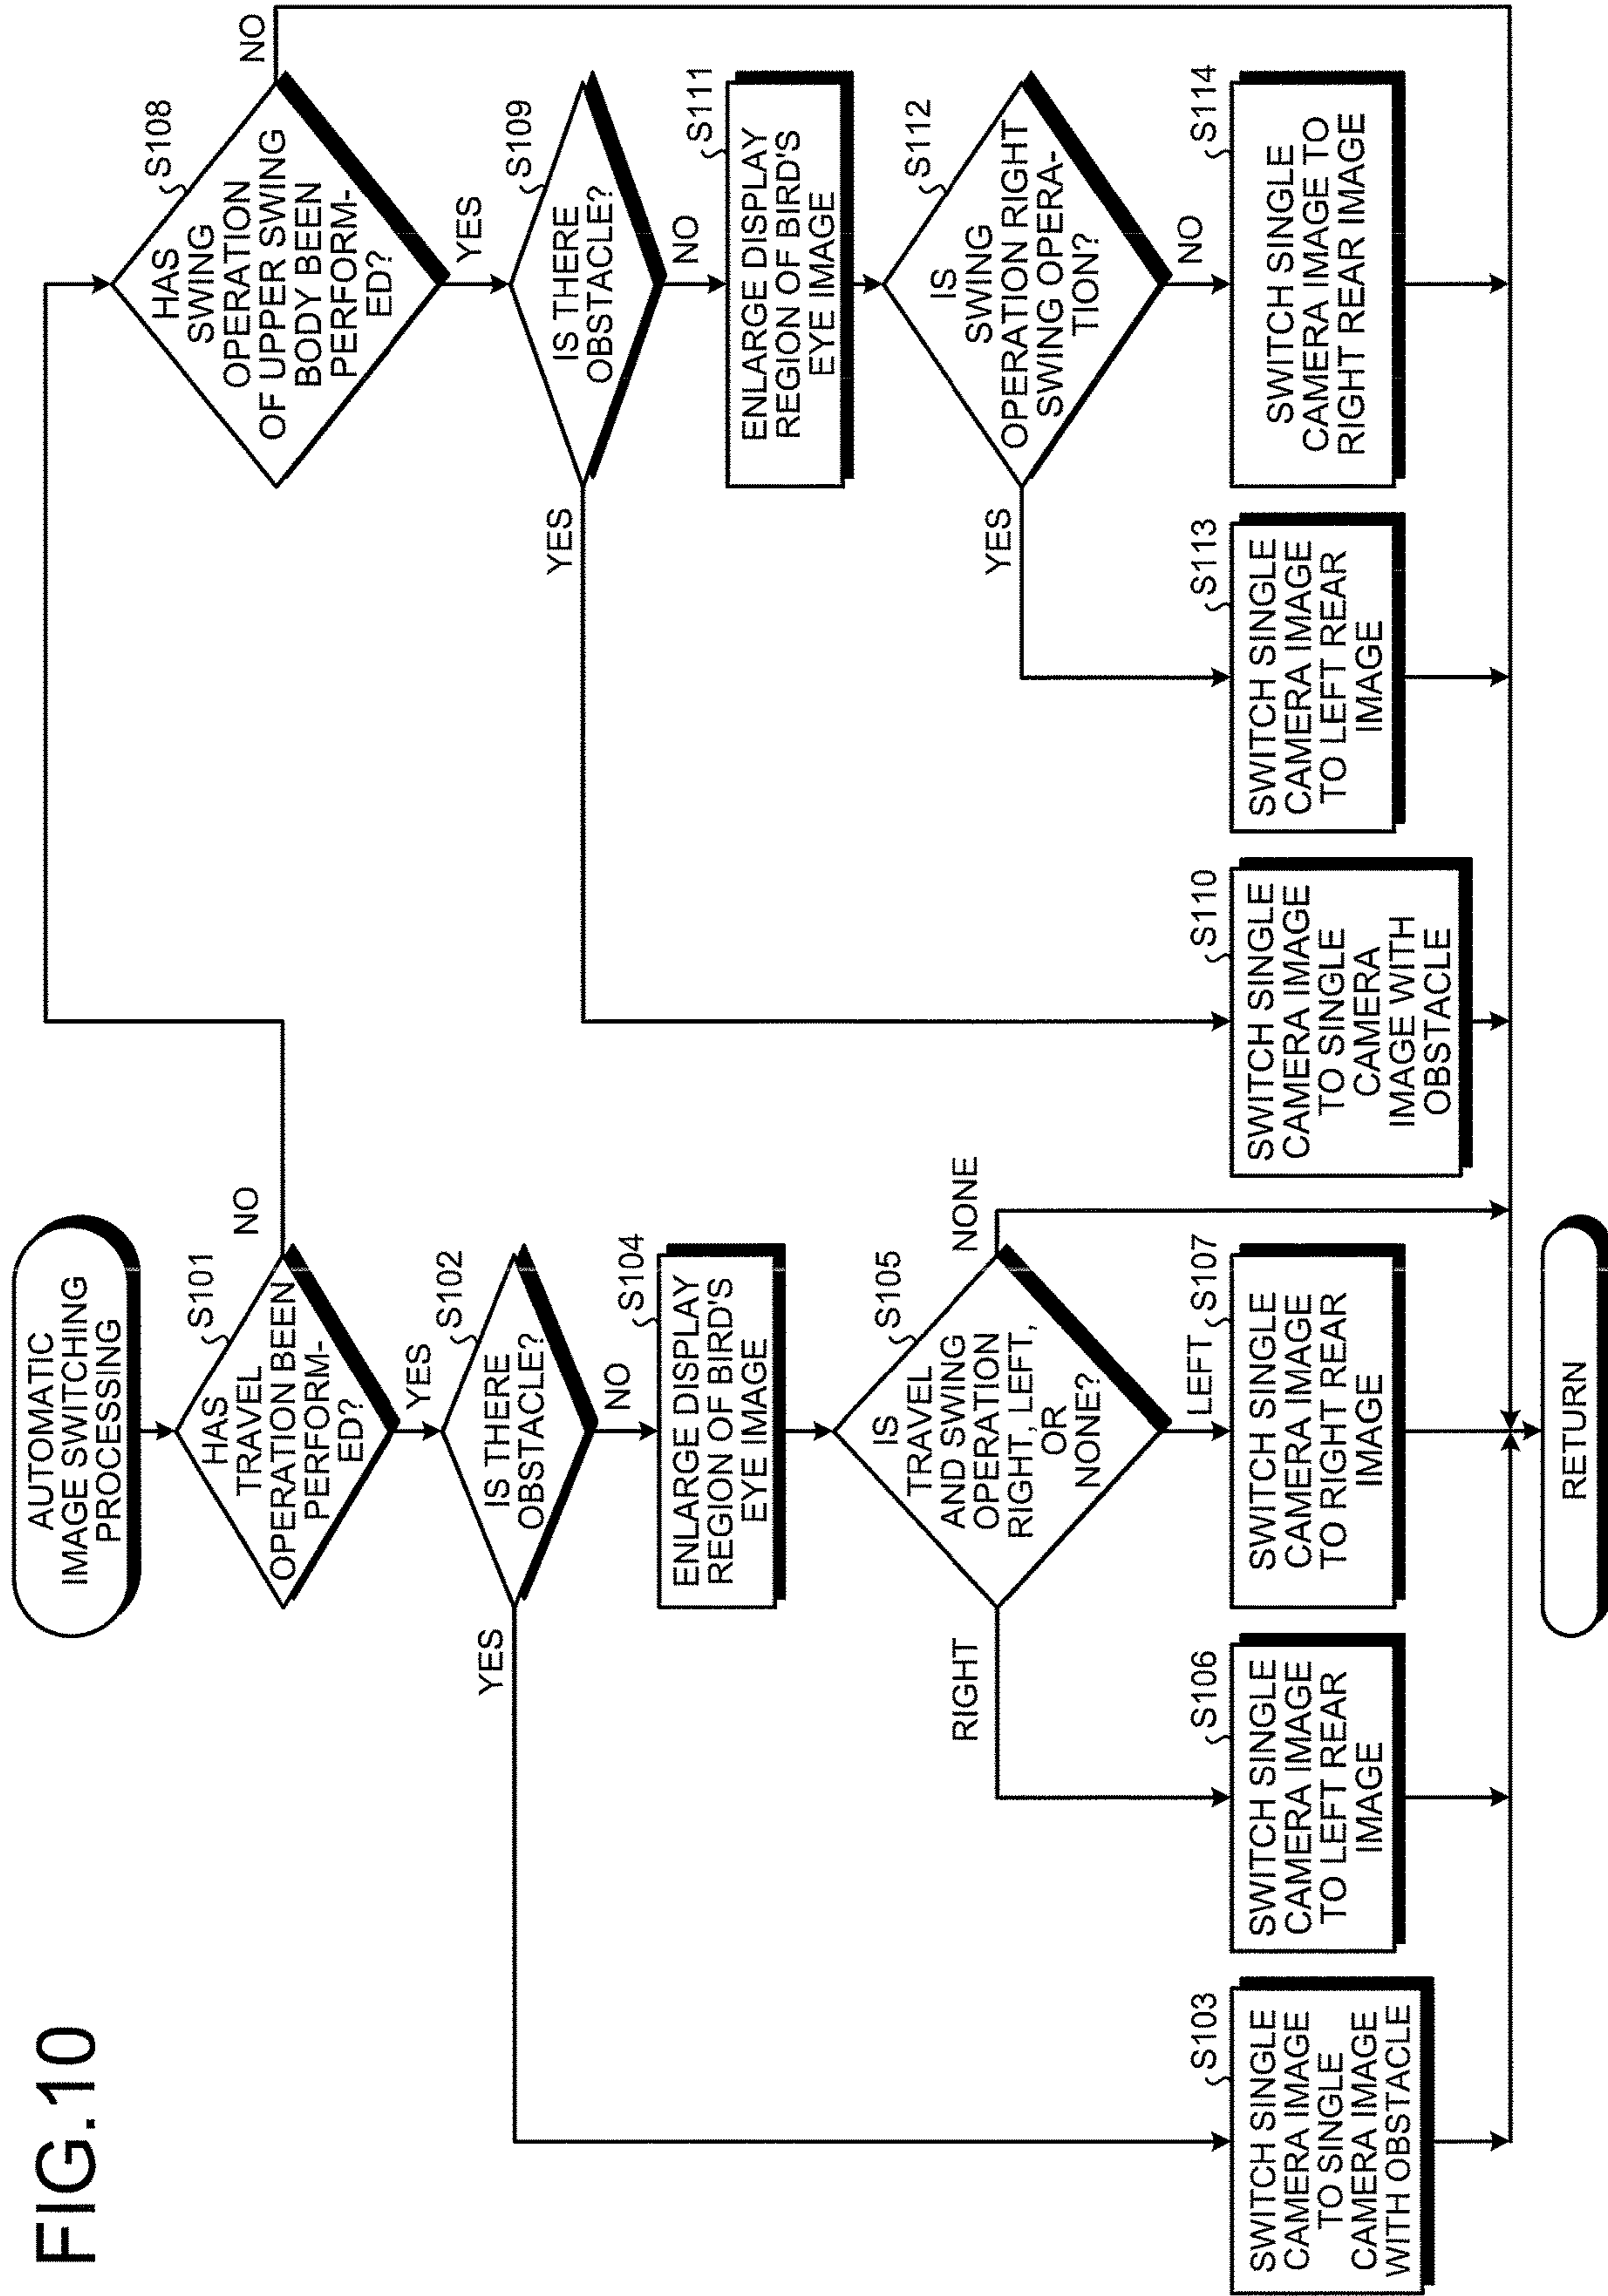 FIG.10
AUTOMATIC
IMAGE SWITCHING
PROCESSING
S101
HAS
TRAVEL
OPERATION BEEN
PERFORM-
ED?
NO
YES
S102
IS THERE
OBSTACLE?
YES
NO
S104
ENLARGE DISPLAY
REGION OF BIRD'S
EYE IMAGE
S105
IS
TRAVEL
AND SWING
OPERATION
RIGHT, LEFT,
OR
NONE?
RIGHT
NONE
LEFT
S103
SWITCH SINGLE
CAMERA IMAGE
TO SINGLE
CAMERA IMAGE
WITH OBSTACLE
S106
SWITCH SINGLE
CAMERA IMAGE
TO LEFT REAR
IMAGE
S107
SWITCH SINGLE
CAMERA IMAGE
TO RIGHT REAR
IMAGE
S108
HAS
SWING
OPERATION
OF UPPER SWING
BODY BEEN
PERFORM-
ED?
NO
YES
S109
IS THERE
OBSTACLE?
YES
NO
S111
ENLARGE DISPLAY
REGION OF BIRD'S
EYE IMAGE
S112
IS
SWING
OPERATION RIGHT
SWING OPERA-
TION?
YES
NO
S110
SWITCH SINGLE
CAMERA IMAGE
TO SINGLE
CAMERA
IMAGE WITH
OBSTACLE
S113
SWITCH SINGLE
CAMERA IMAGE
TO LEFT REAR
IMAGE
S114
SWITCH SINGLE
CAMERA IMAGE TO
RIGHT REAR IMAGE
RETURN